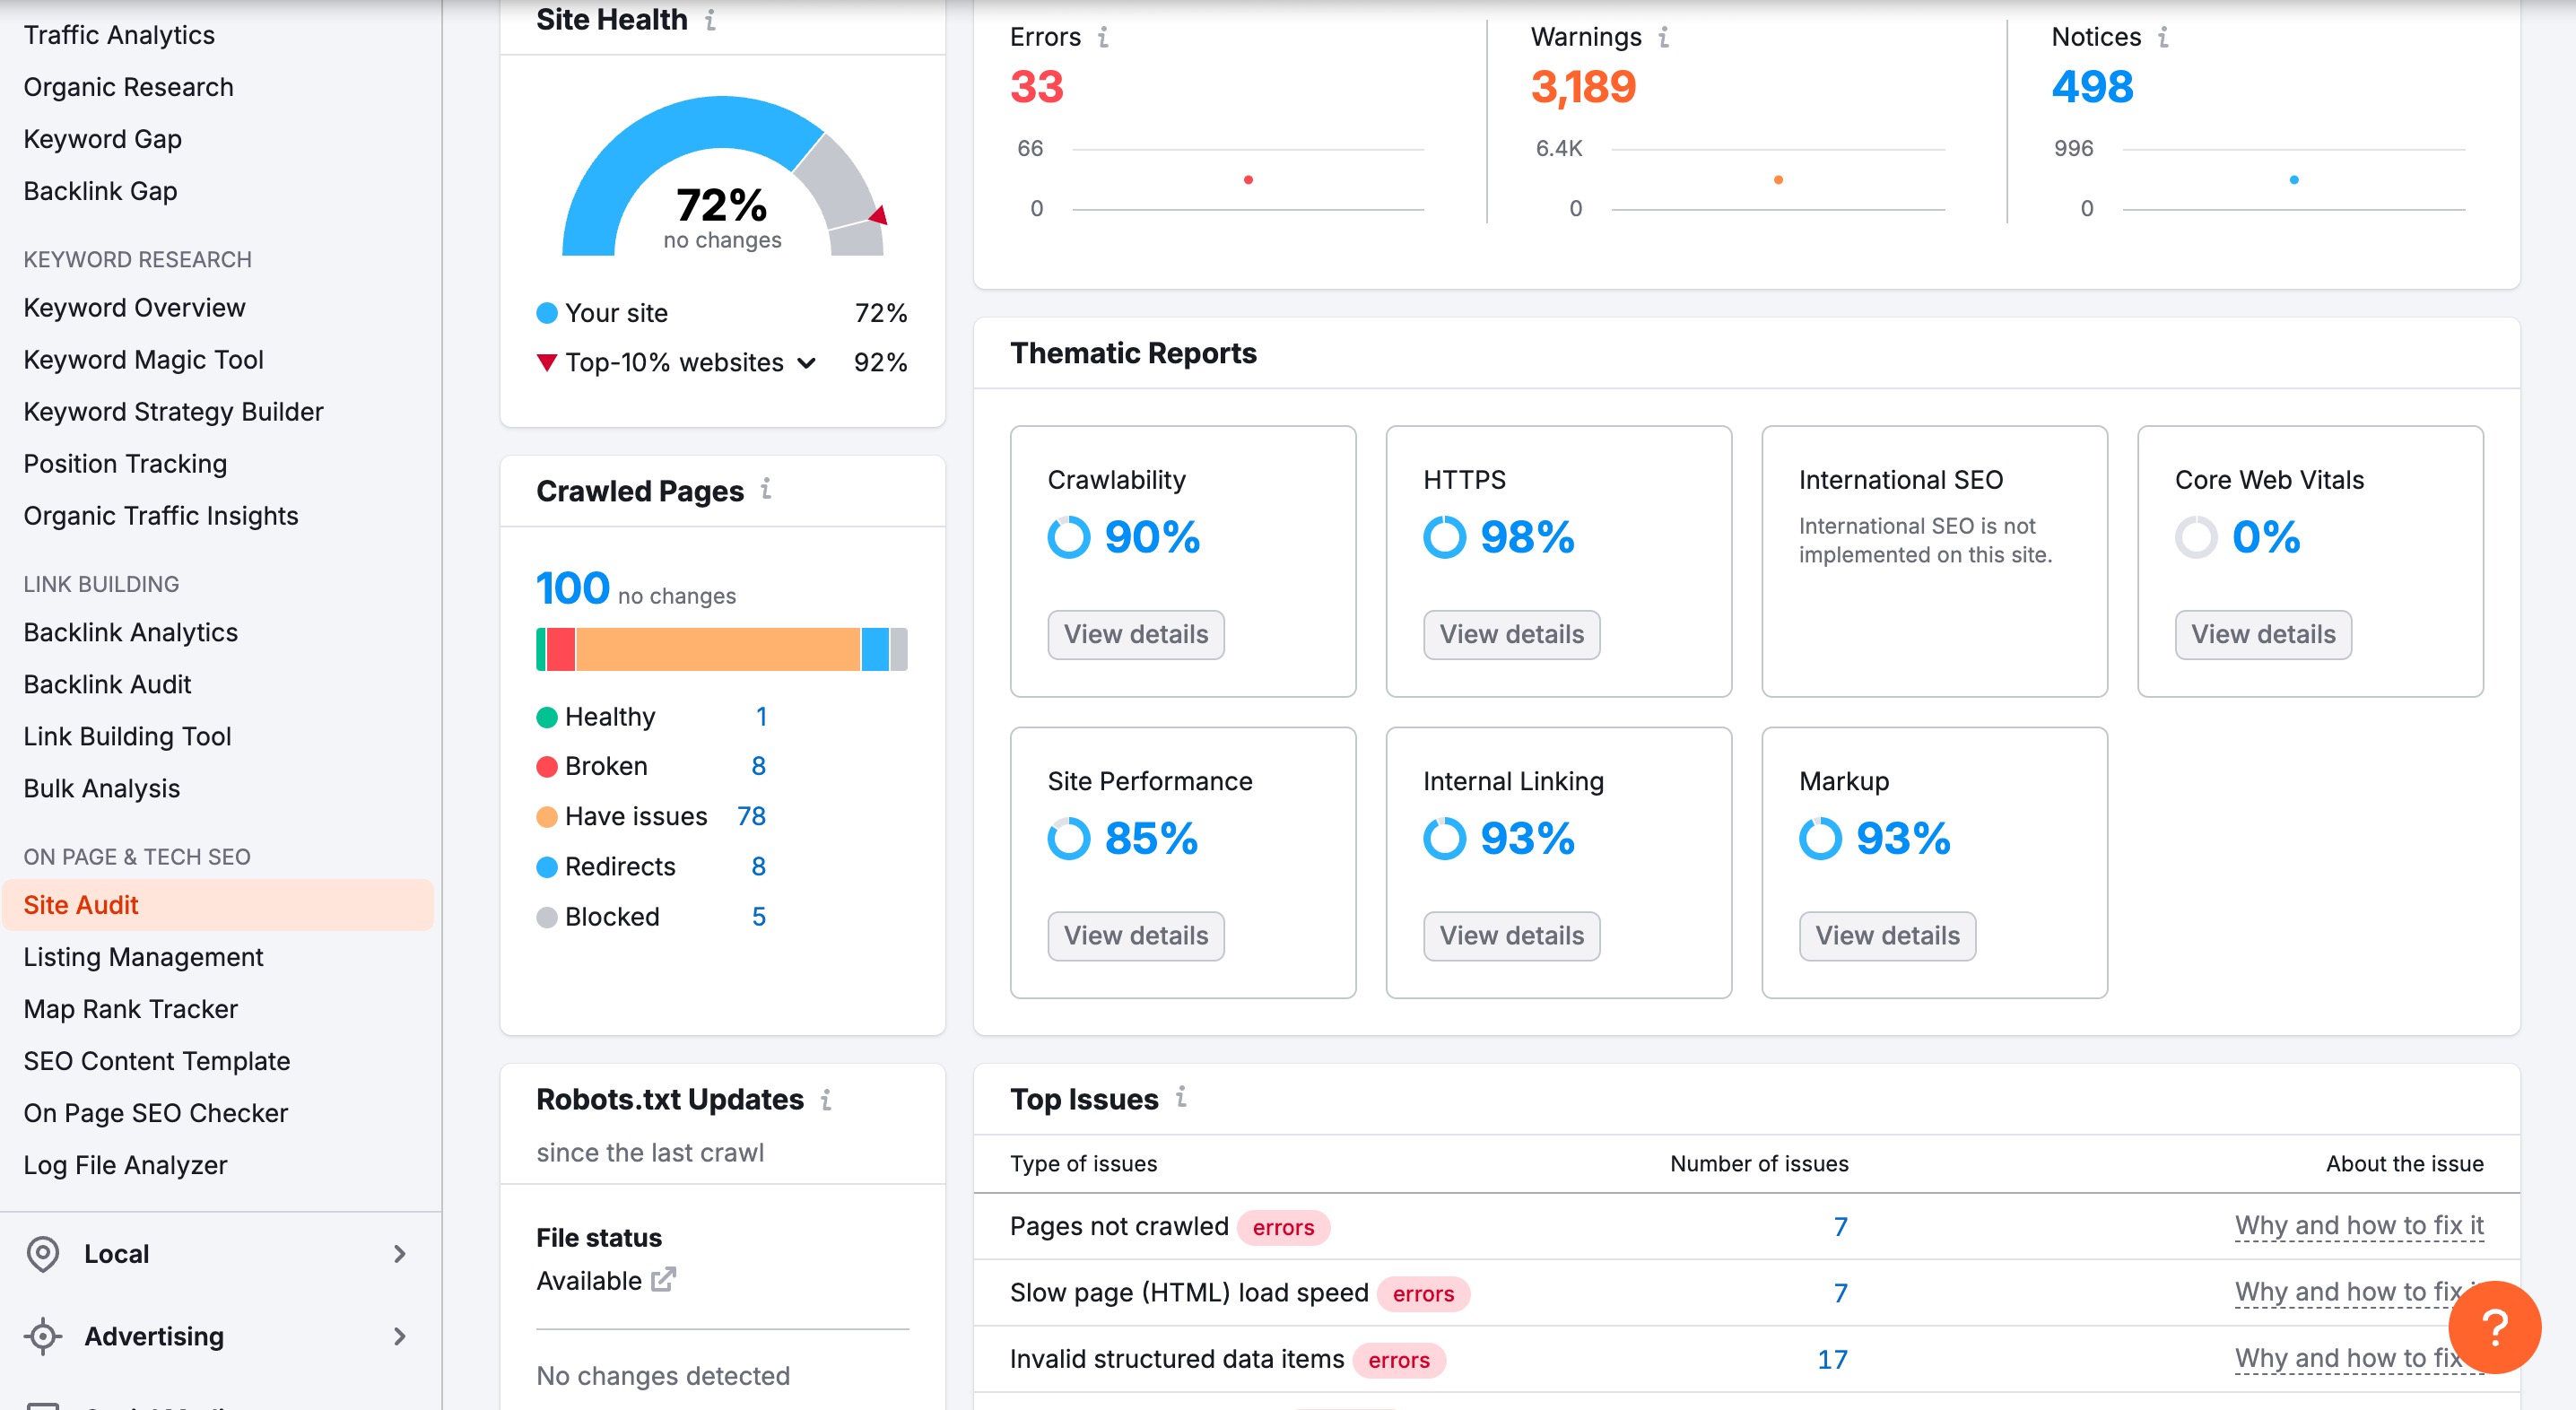 Traffic Analytics
Organic Research
Keyword Gap
Backlink Gap
KEYWORD RESEARCH
Keyword Overview
Keyword Magic Tool
Keyword Strategy Builder
Position Tracking
Organic Traffic Insights
LINK BUILDING
Backlink Analytics
Backlink Audit
Link Building Tool
Bulk Analysis
ON PAGE & TECH SEO
Site Audit
Listing Management
Map Rank Tracker
SEO Content Template
On Page SEO Checker
Log File Analyzer
Local
Advertising
Site Health i
72%
no changes
Your site 72%
Top-10% websites 92%
Crawled Pages i
100 no changes
Healthy 1
Broken 8
Have issues 78
Redirects 8
Blocked 5
Robots.txt Updates i
since the last crawl
File status
Available
No changes detected
Errors i
33
66
0
Warnings i
3,189
6.4K
0
Notices i
498
996
0
Thematic Reports
Crawlability
90%
View details
HTTPS
98%
View details
International SEO
International SEO is not
implemented on this site.
Core Web Vitals
0%
View details
Site Performance
85%
View details
Internal Linking
93%
View details
Markup
93%
View details
Top Issues i
Type of issues Number of issues About the issue
Pages not crawled errors 7 Why and how to fix it
Slow page (HTML) load speed errors 7 Why and how to fix
Invalid structured data items errors 17 Why and how to fix
?